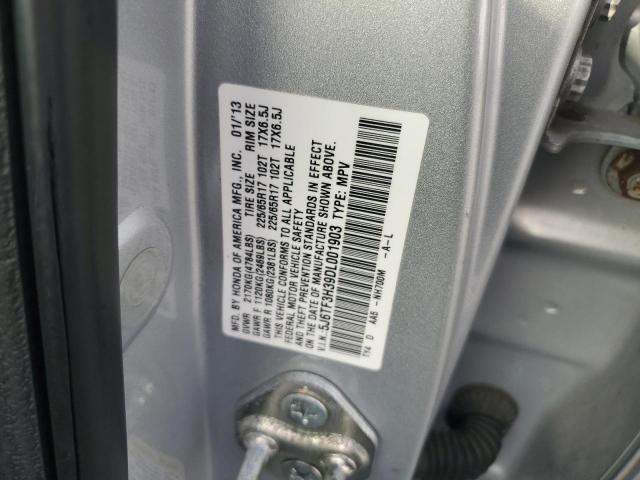 MFD. BY HONDA OF AMERICA MFG., INC. 01/'13
GVWR 2170KG(4784LBS) TIRE SIZE RIM SIZE
GAWR F 1120KG(2469LBS) 225/65R17 102T 17X6.5J
GAWR R 1080KG(2381LBS) 225/65R17 102T 17X6.5J
THIS VEHICLE CONFORMS TO ALL APPLICABLE
FEDERAL MOTOR VEHICLE SAFETY
AND THEFT PREVENTION STANDARDS IN EFFECT
ON DATE OF MANUFACTURE SHOWN ABOVE.
V.I.N.: 5J6TF3H39DL001903 TYPE: MPV
TY4 D AA5 -NH700M -A-L